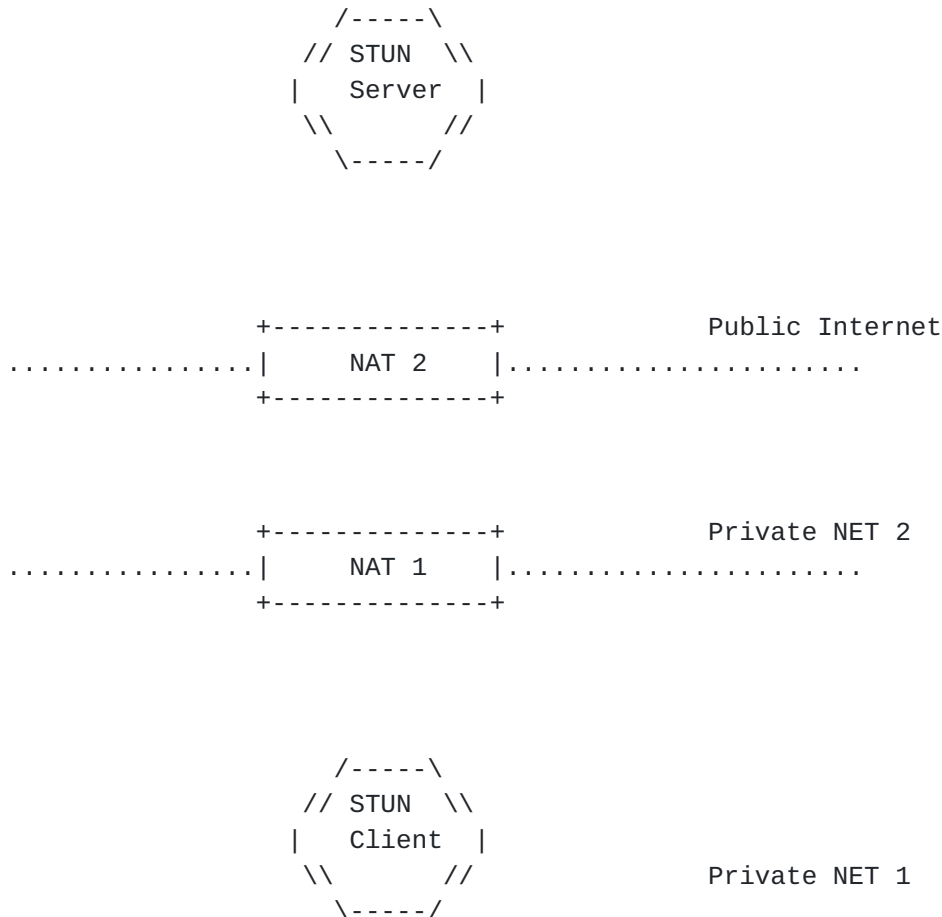 /-----\
// STUN \\
| Server |
\\ //
\-----/
+--------------+ Public Internet
................| NAT 2 |.......................
+--------------+
+--------------+ Private NET 2
................| NAT 1 |.......................
+--------------+
/-----\
// STUN \\
| Client |
\\ // Private NET 1
\-----/